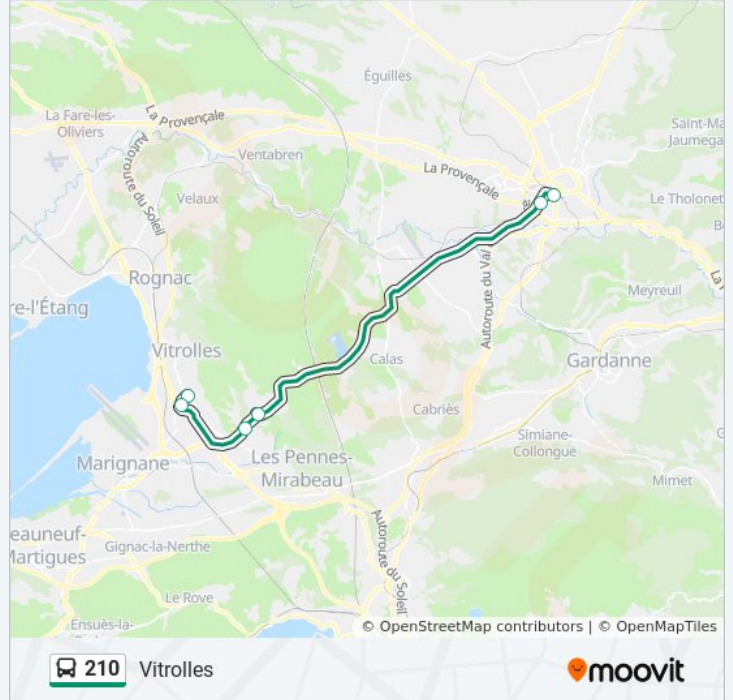 Éguilles
La Fare-les-
Oliviers
La Provençale
Saint-Ma
Jaumega
Ventabren
Autoroute du Soleil
La Provençale
Velaux
Le Tholonet
B
Rognac
Autoroute du Val
La
Meyreuil
re-l'Étang
Vitrolles
Calas
Gardanne
Cabriès
Simiane-
Collongue
C
Marignane
Les Pennes-
Mirabeau
Mimet
eauneuf-
Martigues
Gignac-la-Nerthe
Autoroute du Soleil
Le Rove
Ensuès-la-
© OpenStreetMap contributors | © OpenMapTiles
210 Vitrolles
moovit